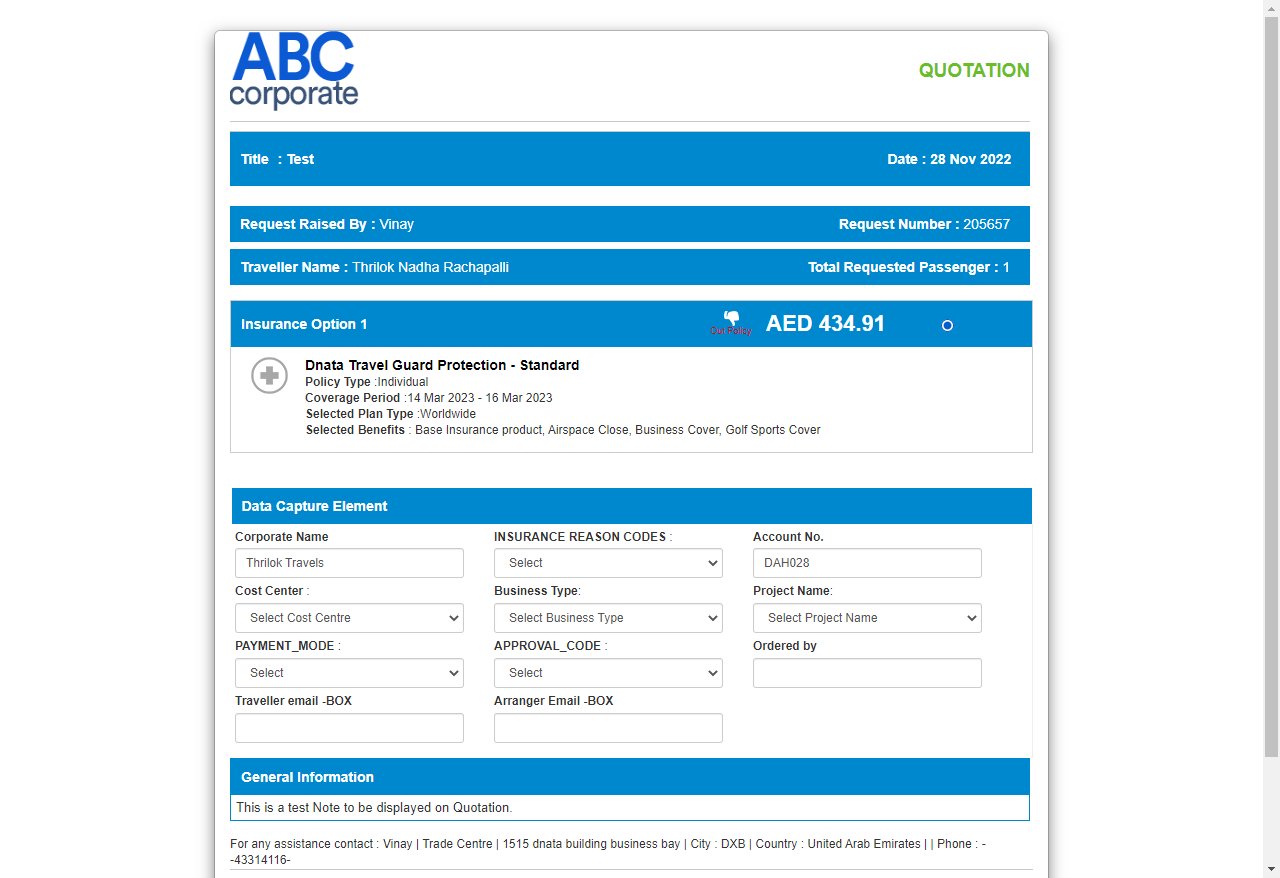 ABC
corporate
QUOTATION
Title : Test
Date : 28 Nov 2022
Request Raised By : Vinay
Request Number : 205657
Traveller Name : Thrilok Nadha Rachapalli
Total Requested Passenger : 1
Insurance Option 1
Out Policy
AED 434.91
Dnata Travel Guard Protection - Standard
Policy Type :Individual
Coverage Period :14 Mar 2023 - 16 Mar 2023
Selected Plan Type :Worldwide
Selected Benefits : Base Insurance product, Airspace Close, Business Cover, Golf Sports Cover
Data Capture Element
Corporate Name
INSURANCE REASON CODES :
Account No.
Thrilok Travels
Select
DAH028
Cost Center :
Business Type:
Project Name:
Select Cost Centre
Select Business Type
Select Project Name
PAYMENT_MODE :
APPROVAL_CODE :
Ordered by
Select
Select
Traveller email -BOX
Arranger Email -BOX
General Information
This is a test Note to be displayed on Quotation.
For any assistance contact : Vinay | Trade Centre | 1515 dnata building business bay | City : DXB | Country : United Arab Emirates | | Phone : -
-43314116-